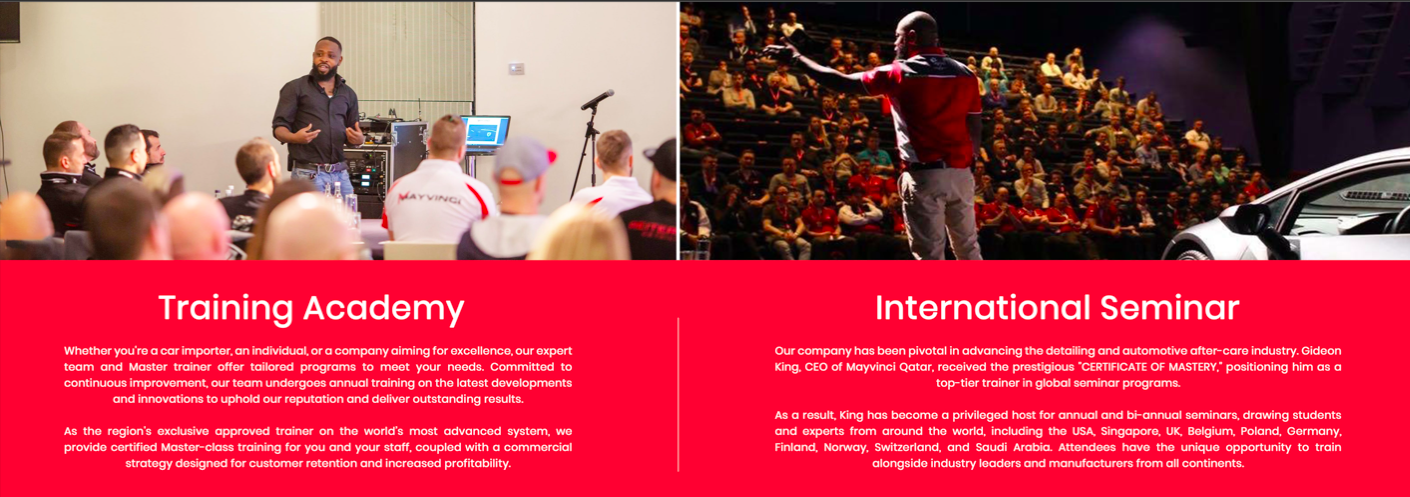 MAYVINCI
Training Academy
Whether you're a car importer, an individual, or a company aiming for excellence, our expert
team and Master trainer offer tailored programs to meet your needs. Committed to
continuous improvement, our team undergoes annual training on the latest developments
and innovations to uphold our reputation and deliver outstanding results.
As the region's exclusive approved trainer on the world's most advanced system, we
provide certified Master-class training for you and your staff, coupled with a commercial
strategy designed for customer retention and increased profitability.
International Seminar
Our company has been pivotal in advancing the detailing and automotive after-care industry. Gideon
King, CEO of Mayvinci Qatar, received the prestigious "CERTIFICATE OF MASTERY," positioning him as a
top-tier trainer in global seminar programs.
As a result, King has become a privileged host for annual and bi-annual seminars, drawing students
and experts from around the world, including the USA, Singapore, UK, Belgium, Poland, Germany,
Finland, Norway, Switzerland, and Saudi Arabia. Attendees have the unique opportunity to train
alongside industry leaders and manufacturers from all continents.